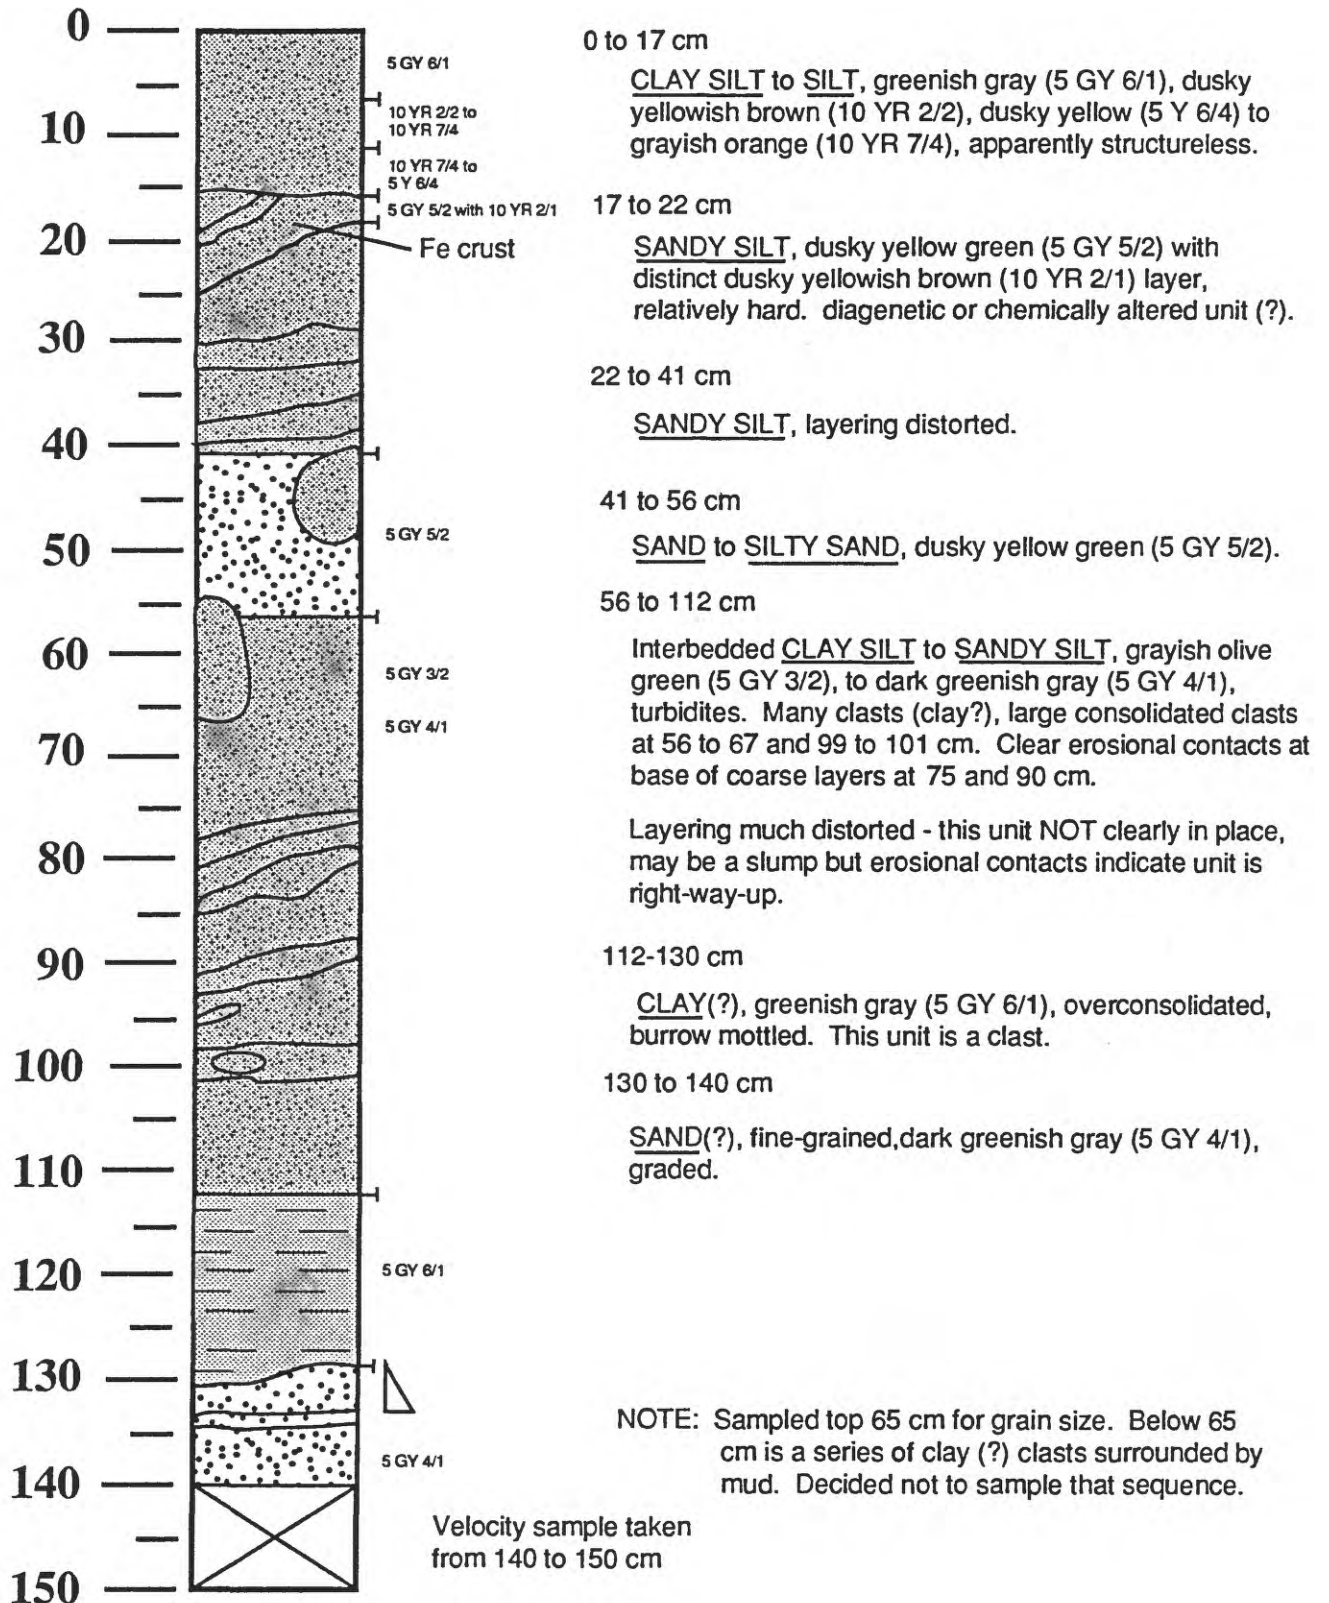 0
10
20
30
40
50
60
70
80
90
100
110
120
130
140
150
5 GY 6/1
10 YR 2/2 to
10 YR 7/4
10 YR 7/4 to
5 Y 6/4
5 GY 5/2 with 10 YR 2/1
Fe crust
5 GY 5/2
5 GY 3/2
5 GY 4/1
5 GY 6/1
5 GY 4/1
Velocity sample taken
from 140 to 150 cm
0 to 17 cm
CLAY SILT to SILT, greenish gray (5 GY 6/1), dusky
yellowish brown (10 YR 2/2), dusky yellow (5 Y 6/4) to
grayish orange (10 YR 7/4), apparently structureless.
17 to 22 cm
SANDY SILT, dusky yellow green (5 GY 5/2) with
distinct dusky yellowish brown (10 YR 2/1) layer,
relatively hard. diagenetic or chemically altered unit (?).
22 to 41 cm
SANDY SILT, layering distorted.
41 to 56 cm
SAND to SILTY SAND, dusky yellow green (5 GY 5/2).
56 to 112 cm
Interbedded CLAY SILT to SANDY SILT, grayish olive
green (5 GY 3/2), to dark greenish gray (5 GY 4/1),
turbidites. Many clasts (clay?), large consolidated clasts
at 56 to 67 and 99 to 101 cm. Clear erosional contacts at
base of coarse layers at 75 and 90 cm.
Layering much distorted - this unit NOT clearly in place,
may be a slump but erosional contacts indicate unit is
right-way-up.
112-130 cm
CLAY(?), greenish gray (5 GY 6/1), overconsolidated,
burrow mottled. This unit is a clast.
130 to 140 cm
SAND(?), fine-grained,dark greenish gray (5 GY 4/1),
graded.
NOTE: Sampled top 65 cm for grain size. Below 65
cm is a series of clay (?) clasts surrounded by
mud. Decided not to sample that sequence.